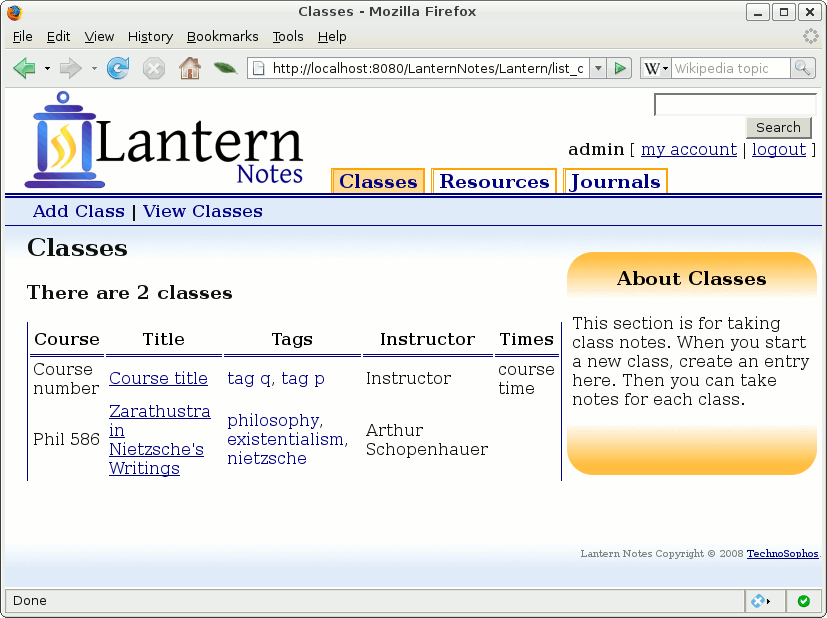 Classes - Mozilla Firefox
File Edit View History Bookmarks Tools Help
http://localhost:8080/LanternNotes/Lantern/list_c
W Wikipedia topic
Lantern
Notes
Search
admin [ my account | logout ]
Classes Resources Journals
Add Class | View Classes
Classes
There are 2 classes
Course Title Tags Instructor Times
Course number
Course title
tag q, tag p
Instructor
course time
Phil 586
Zarathustra
in
Nietzsche's
Writings
philosophy,
existentialism,
nietzsche
Arthur
Schopenhauer
About Classes
This section is for taking
class notes. When you start
a new class, create an entry
here. Then you can take
notes for each class.
Lantern Notes Copyright © 2008 TechnoSophos.
Done